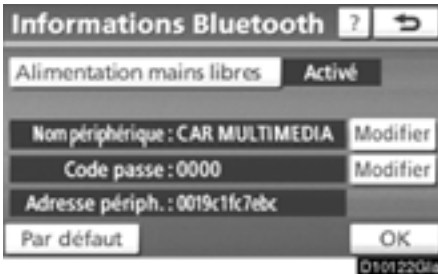 Informations Bluetooth ?
Alimentation mains libres Activé
Nom périphérique : CAR MULTIMEDIA Modifier
Code passe : 0000 Modifier
Adresse périph. : 0019c1fc7ebc
Par défaut OK